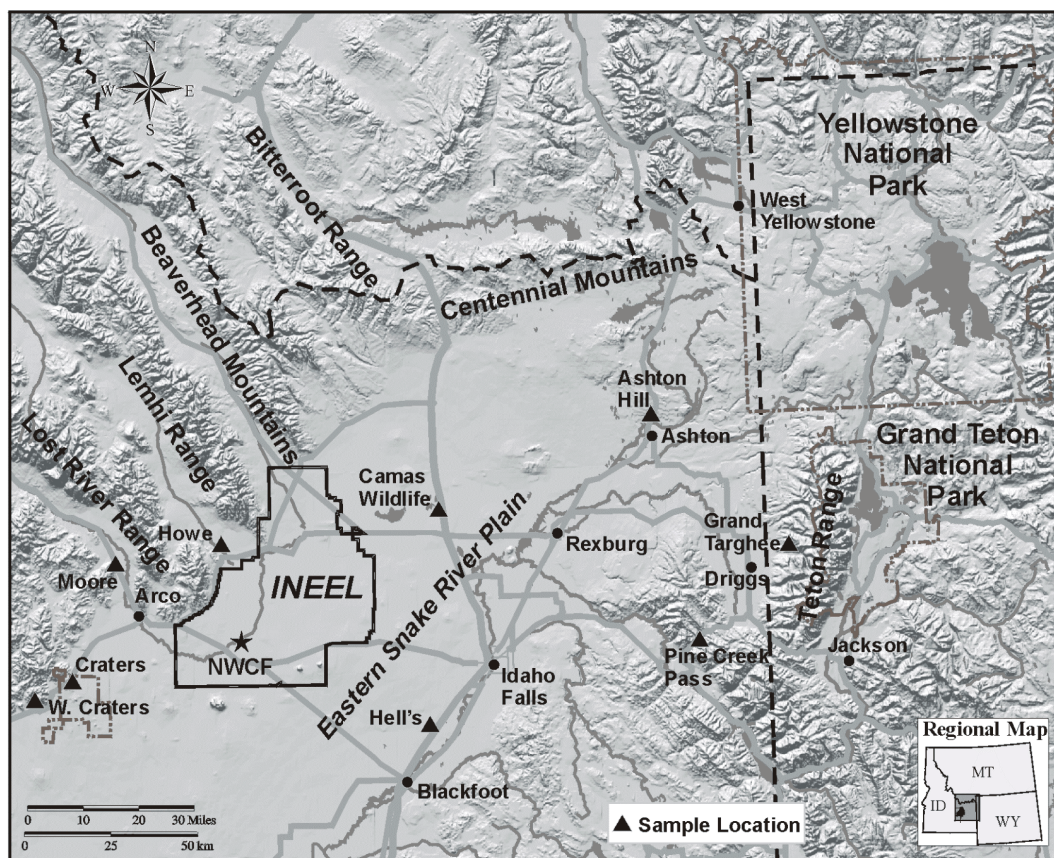 N
W E
S
Yellowstone
National
Park
Bitterroot Range
West
Yellowstone
Beaverhead Mountains
Centennial Mountains
Lemhi Range
Ashton
Hill
Ashton
Lost River Range
Grand Teton
National
Park
Camas
Wildlife
Howe
Grand
Targhee
Rexburg
Teton Range
Moore
INEEL
Driggs
Arco
Eastern Snake River Plain
NWCF
Pine Creek
Pass
Jackson
Craters
Idaho
Falls
W. Craters
Hell's
Blackfoot
Regional Map
MT
ID
WY
0 10 20 30 Miles
0 25 50 km
▲ Sample Location